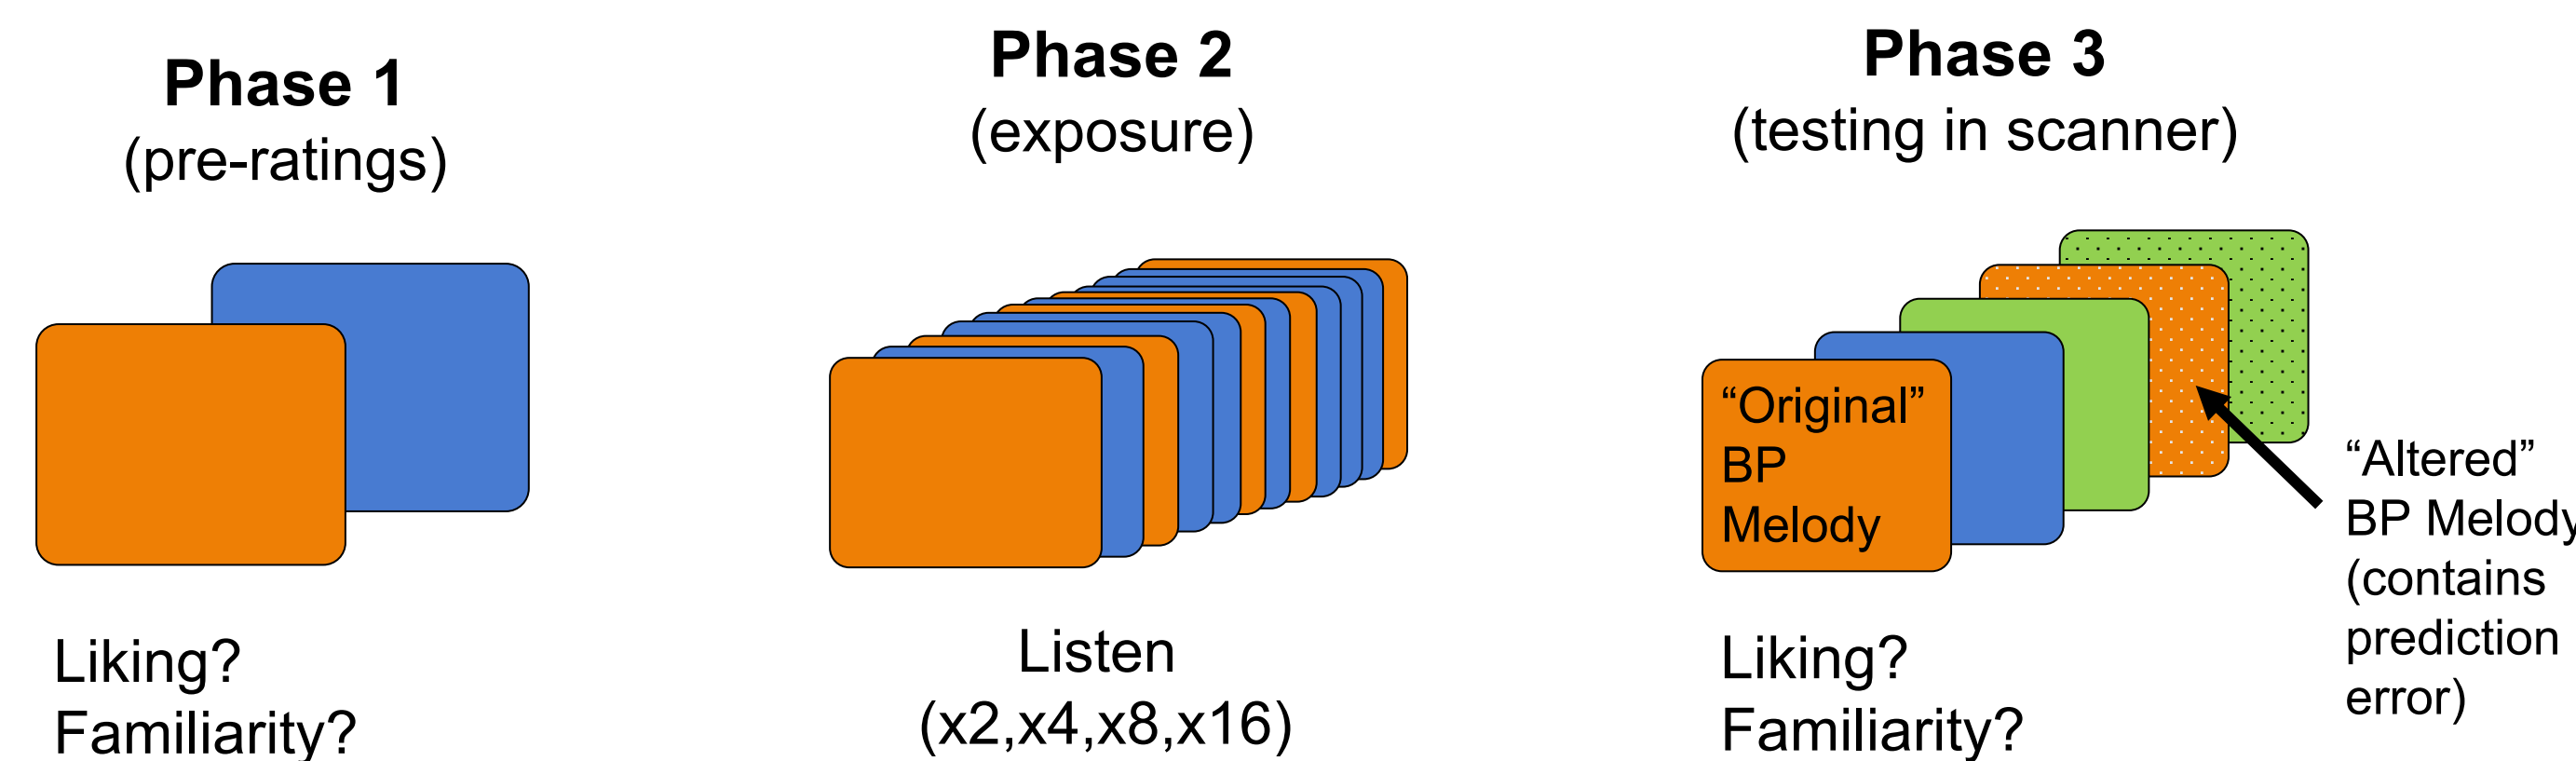 Phase 1
(pre-ratings)
Liking?
Familiarity?
Phase 2
(exposure)
Listen
(x2,x4,x8,x16)
Phase 3
(testing in scanner)
“Original”
BP
Melody
“Altered”
BP Melody
(contains
prediction
error)
Liking?
Familiarity?